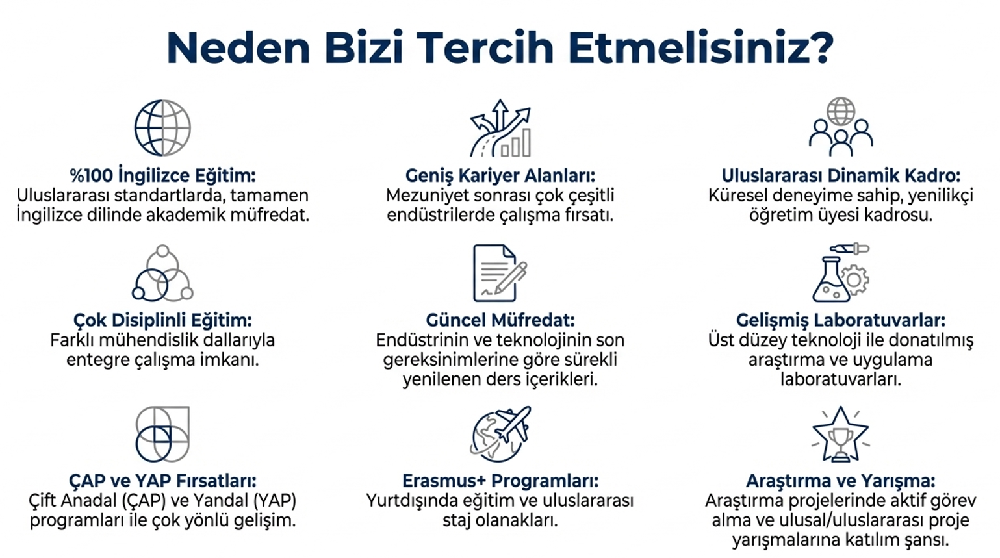 Neden Bizi Tercih Etmelisiniz?
%100 İngilizce Eğitim:
Uluslararası standartlarda, tamamen
İngilizce dilinde akademik müfredat.
Geniş Kariyer Alanları:
Mezuniyet sonrası çok çeşitli
endüstrilerde çalışma fırsatı.
Uluslararası Dinamik Kadro:
Küresel deneyime sahip, yenilikçi
öğretim üyesi kadrosu.
Çok Disiplinli Eğitim:
Farklı mühendislik dallarıyla
entegre çalışma imkanı.
Güncel Müfredat:
Endüstrinin ve teknolojinin son
gereksinimlerine göre sürekli
yenilenen ders içerikleri.
Gelişmiş Laboratuvarlar:
Üst düzey teknoloji ile donatılmış
araştırma ve uygulama
laboratuvarları.
ÇAP ve YAP Fırsatları:
Çift Anadal (ÇAP) ve Yandal (YAP)
programları ile çok yönlü gelişim.
Erasmus+ Programları:
Yurtdışında eğitim ve uluslararası
staj olanakları.
Araştırma ve Yarışma:
Araştırma projelerinde aktif görev
alma ve ulusal/uluslararası proje
yarışmalarına katılım şansı.